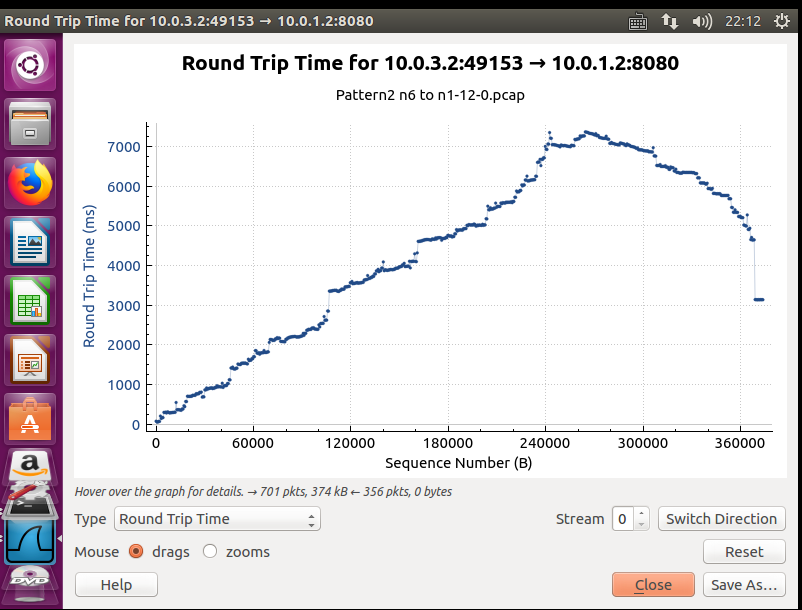 Round Trip Time for 10.0.3.2:49153 → 10.0.1.2:8080
22:12
Round Trip Time for 10.0.3.2:49153 → 10.0.1.2:8080
Pattern2 n6 to n1-12-0.pcap
Round Trip Time (ms)
7000
6000
5000
4000
3000
2000
1000
0
0 60000 120000 180000 240000 300000 360000
Sequence Number (B)
Hover over the graph for details. → 701 pkts, 374 kB ← 356 pkts, 0 bytes
Type Round Trip Time Stream 0 Switch Direction
Mouse drags zooms Reset
Help Close Save As...
a
DVD